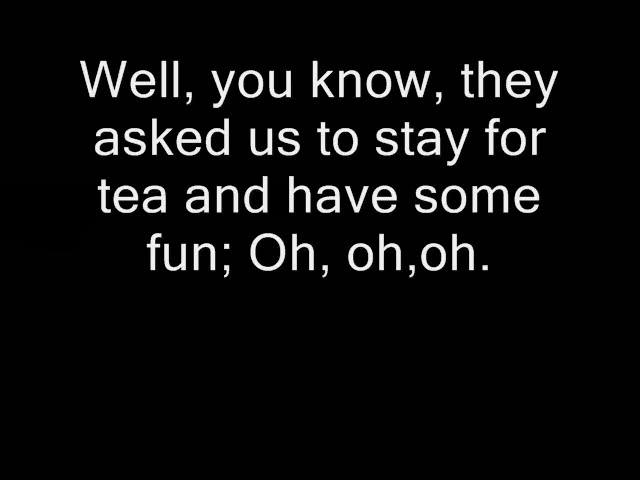 Well, you know, they
asked us to stay for
tea and have some
fun; Oh, oh,oh.